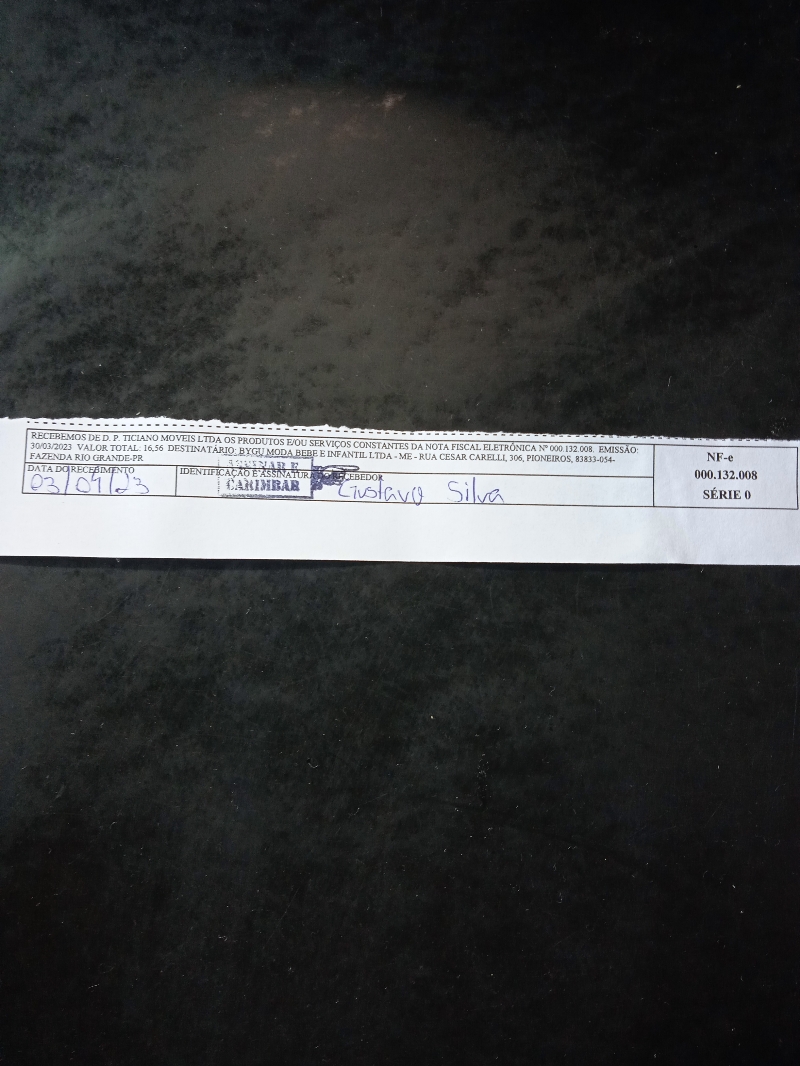 RECEBEMOS DE D. P. TICIANO MOVEIS LTDA OS PRODUTOS E/OU SERVIÇOS CONSTANTES DA NOTA FISCAL ELETRÔNICA Nº 000.132.008. EMISSÃO:
30/03/2023 VALOR TOTAL: 16,56 DESTINATÁRIO: BYGU MODA BEBE E INFANTIL LTDA - ME - RUA CESAR CARELLI, 306, PIONEIROS, 83833-054-
FAZENDA RIO GRANDE-PR
NF-e
000.132.008
SÉRIE 0
DATA DO RECEBIMENTO
03/04/23
IDENTIFICAÇÃO E ASSINATURA DO RECEBEDOR
ASSINAR E
CARIMBAR
Gustavo Silva